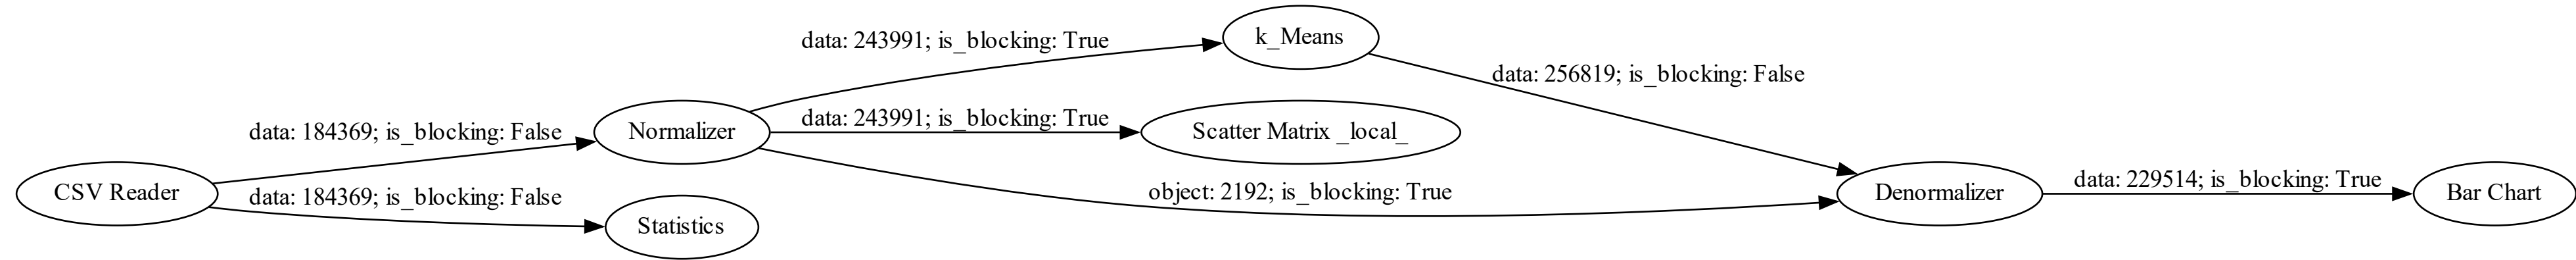 CSV Reader
data: 184369; is_blocking: False
data: 184369; is_blocking: False
Normalizer
Statistics
data: 243991; is_blocking: True
data: 243991; is_blocking: True
object: 2192; is_blocking: True
k_Means
Scatter Matrix _local_
data: 256819; is_blocking: False
Denormalizer
data: 229514; is_blocking: True
Bar Chart